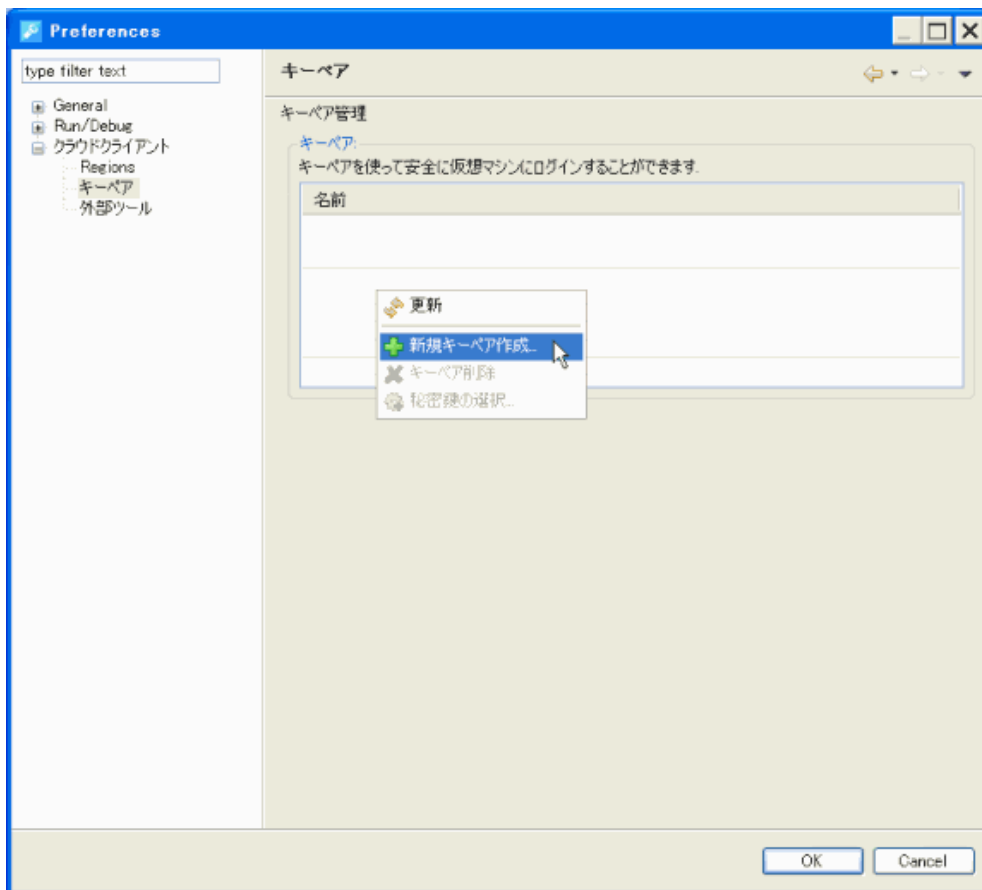 Preferences
type filter text
キーペア
General
Run/Debug
クラウドクライアント
Regions
キーペア
外部ツール
キーペア管理
キーペア:
キーペアを使って安全に仮想マシンにログインすることができます.
名前
更新
新規キーペア作成...
キーペア削除
秘密鍵の選択...
OK
Cancel